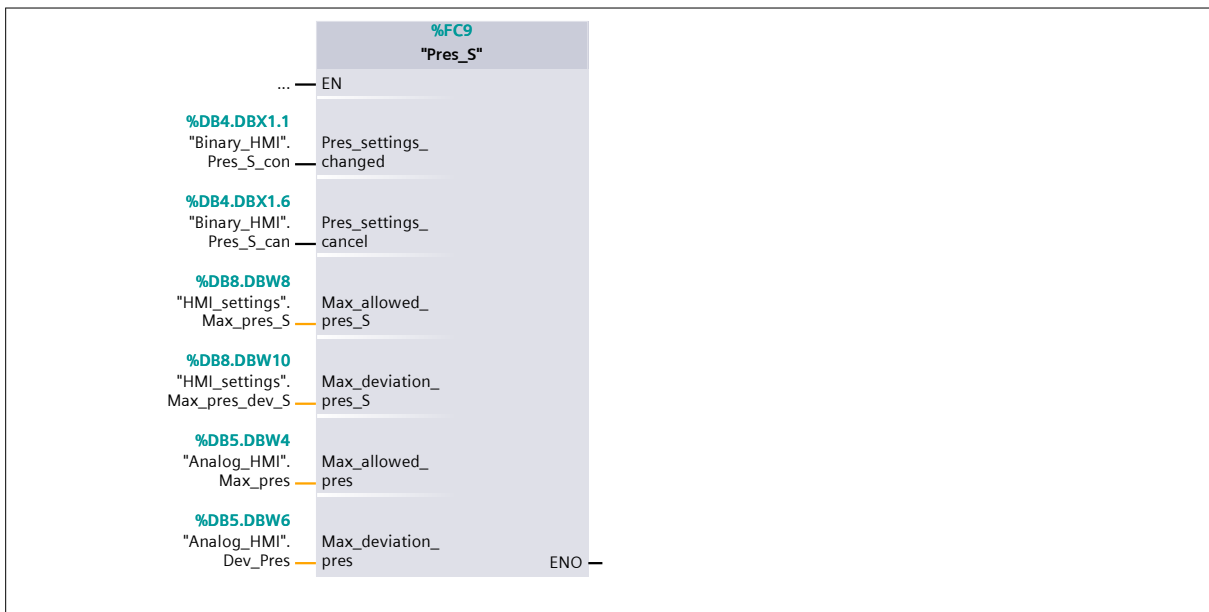 %FC9
"Pres_S"
... EN
%DB4.DBX1.1
"Binary_HMI". Pres_settings_
Pres_S_con changed
%DB4.DBX1.6
"Binary_HMI". Pres_settings_
Pres_S_can cancel
%DB8.DBW8
"HMI_settings". Max_allowed_
Max_pres_S pres_S
%DB8.DBW10
"HMI_settings". Max_deviation_
Max_pres_dev_S pres_S
%DB5.DBW4
"Analog_HMI". Max_allowed_
Max_pres pres
%DB5.DBW6
"Analog_HMI". Max_deviation_
Dev_Pres pres ENO